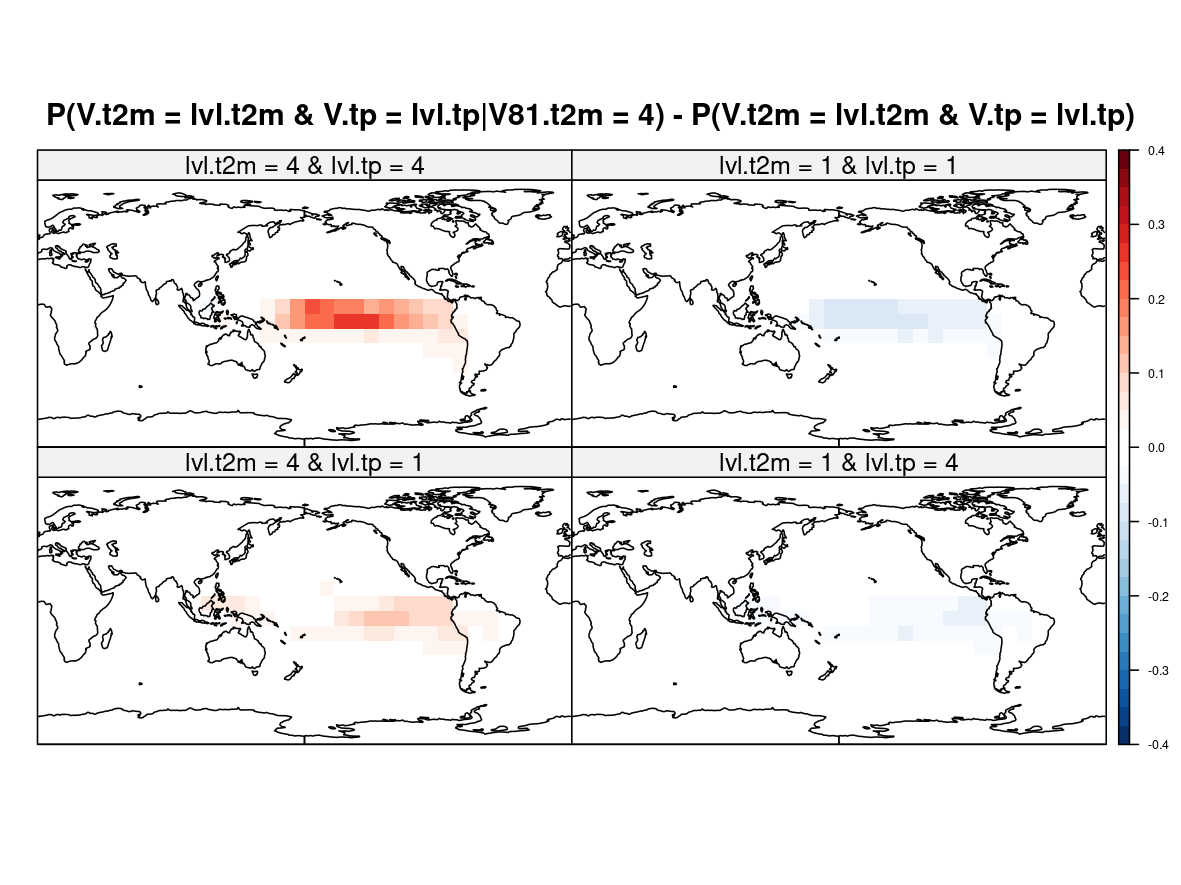 P(V.t2m = lvl.t2m & V.tp = lvl.tp|V81.t2m = 4) - P(V.t2m = lvl.t2m & V.tp = lvl.tp)
lvl.t2m = 4 & lvl.tp = 4
lvl.t2m = 1 & lvl.tp = 1
lvl.t2m = 4 & lvl.tp = 1
lvl.t2m = 1 & lvl.tp = 4
0.4
0.3
0.2
0.1
0.0
-0.1
-0.2
-0.3
-0.4